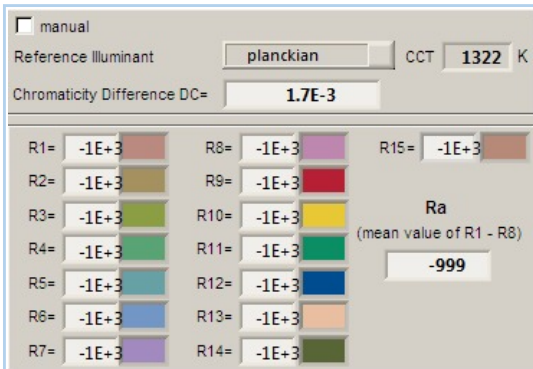 manual
Reference Illuminant planckian CCT 1322 K
Chromaticity Difference DC= 1.7E-3
R1= -1E+3 R8= -1E+3 R15= -1E+3
R2= -1E+3 R9= -1E+3
R3= -1E+3 R10= -1E+3 Ra
(mean value of R1 - R8)
R4= -1E+3 R11= -1E+3
-999
R5= -1E+3 R12= -1E+3
R6= -1E+3 R13= -1E+3
R7= -1E+3 R14= -1E+3